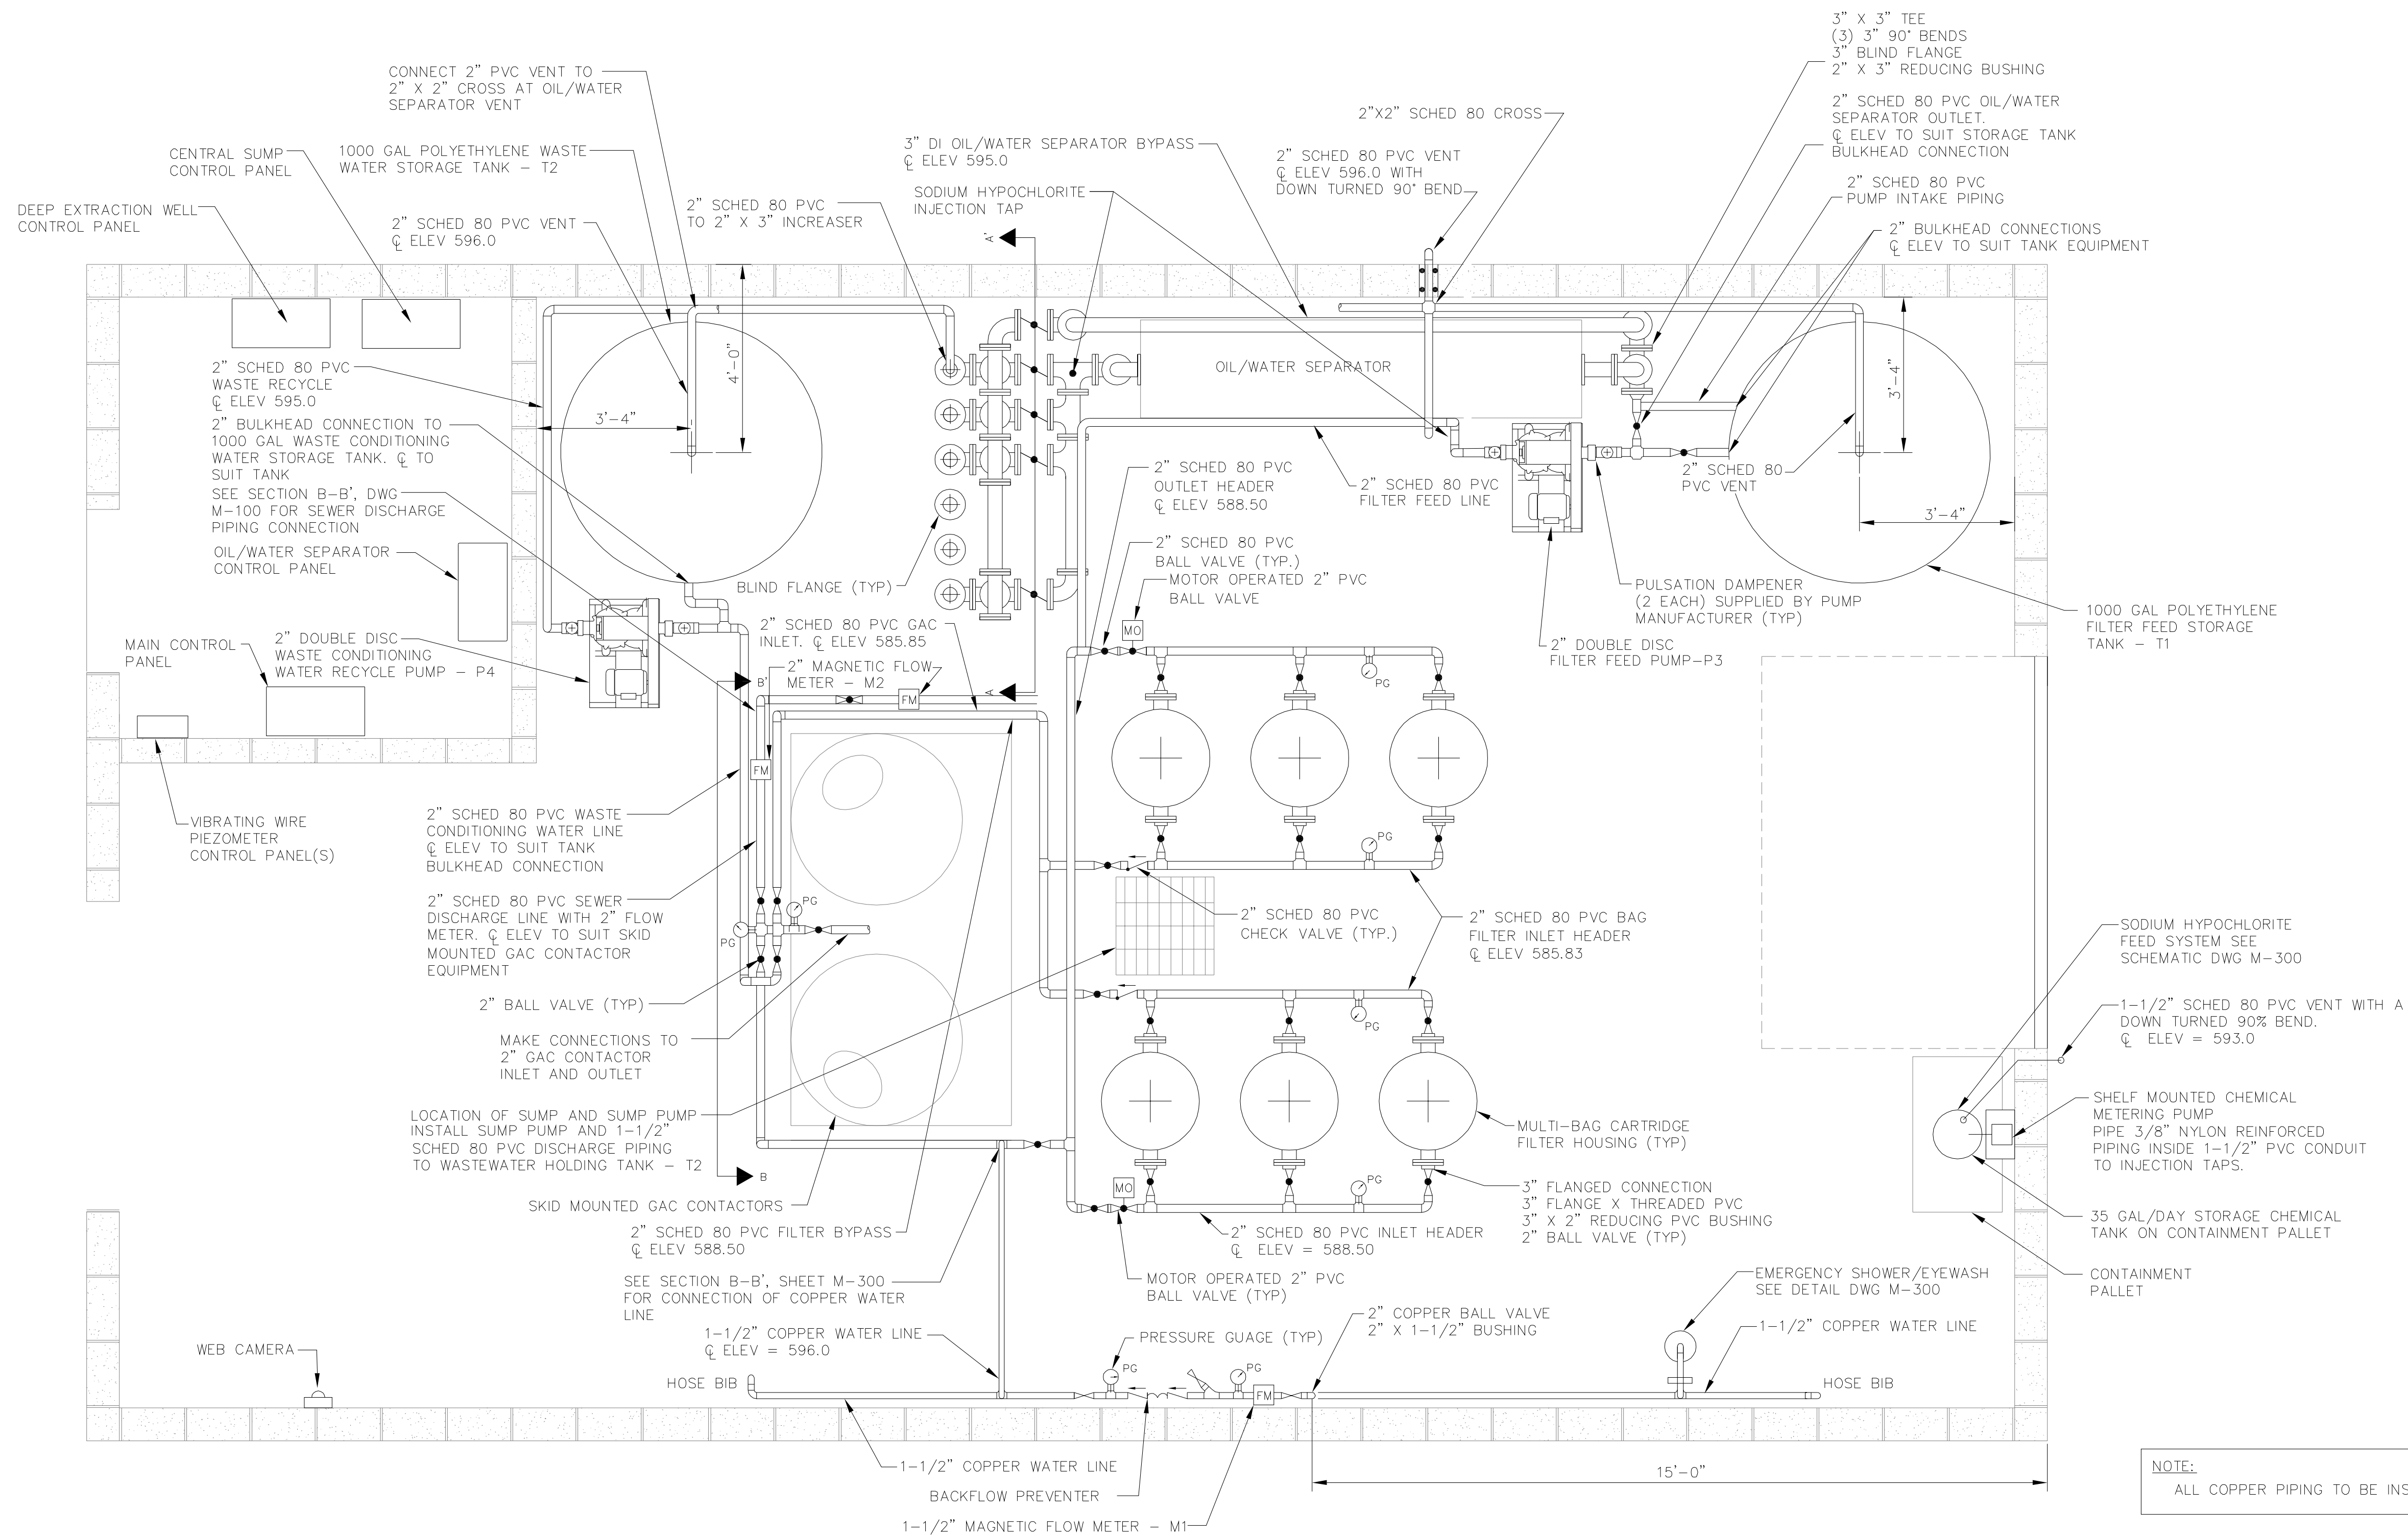 3” X 3” TEE
(3) 3” 90° BENDS
3” BLIND FLANGE
2” X 3” REDUCING BUSHING
CONNECT 2” PVC VENT TO
2” X 2” CROSS AT OIL/WATER
SEPARATOR VENT
2” SCHED 80 PVC OIL/WATER
SEPARATOR OUTLET.
℄ ELEV TO SUIT STORAGE TANK
BULKHEAD CONNECTION
2”X2” SCHED 80 CROSS
3” DI OIL/WATER SEPARATOR BYPASS
℄ ELEV 595.0
2” SCHED 80 PVC VENT
℄ ELEV 596.0 WITH
DOWN TURNED 90° BEND
CENTRAL SUMP
CONTROL PANEL
1000 GAL POLYETHYLENE WASTE
WATER STORAGE TANK – T2
SODIUM HYPOCHLORITE
INJECTION TAP
2” SCHED 80 PVC
PUMP INTAKE PIPING
DEEP EXTRACTION WELL
CONTROL PANEL
2” SCHED 80 PVC VENT
℄ ELEV 596.0
2” SCHED 80 PVC
TO 2” X 3” INCREASER
2” BULKHEAD CONNECTIONS
℄ ELEV TO SUIT TANK EQUIPMENT
A'
4’–0”
3’–4”
OIL/WATER SEPARATOR
3’–4”
2” SCHED 80 PVC
WASTE RECYCLE
℄ ELEV 595.0
2” BULKHEAD CONNECTION TO
1000 GAL WASTE CONDITIONING
WATER STORAGE TANK. ℄ TO
SUIT TANK
SEE SECTION B–B’, DWG
M–100 FOR SEWER DISCHARGE
PIPING CONNECTION
OIL/WATER SEPARATOR
CONTROL PANEL
2” SCHED 80 PVC
OUTLET HEADER
℄ ELEV 588.50
2” SCHED 80 PVC
FILTER FEED LINE
2” SCHED 80
PVC VENT
3’–4”
BLIND FLANGE (TYP)
2” SCHED 80 PVC
BALL VALVE (TYP.)
MOTOR OPERATED 2” PVC
BALL VALVE
PULSATION DAMPENER
(2 EACH) SUPPLIED BY PUMP
MANUFACTURER (TYP)
1000 GAL POLYETHYLENE
FILTER FEED STORAGE
TANK – T1
MAIN CONTROL
PANEL
2” DOUBLE DISC
WASTE CONDITIONING
WATER RECYCLE PUMP – P4
2” SCHED 80 PVC GAC
INLET. ℄ ELEV 585.85
2” MAGNETIC FLOW
METER – M2
MO
2” DOUBLE DISC
FILTER FEED PUMP–P3
PG
B'
A
FM
FM
VIBRATING WIRE
PIEZOMETER
CONTROL PANEL(S)
2” SCHED 80 PVC WASTE
CONDITIONING WATER LINE
℄ ELEV TO SUIT TANK
BULKHEAD CONNECTION
PG
2” SCHED 80 PVC SEWER
DISCHARGE LINE WITH 2” FLOW
METER. ℄ ELEV TO SUIT SKID
MOUNTED GAC CONTACTOR
EQUIPMENT
PG
PG
2” SCHED 80 PVC
CHECK VALVE (TYP.)
2” SCHED 80 PVC BAG
FILTER INLET HEADER
℄ ELEV 585.83
SODIUM HYPOCHLORITE
FEED SYSTEM SEE
SCHEMATIC DWG M–300
2” BALL VALVE (TYP)
PG
1–1/2” SCHED 80 PVC VENT WITH A
DOWN TURNED 90% BEND.
℄ ELEV = 593.0
MAKE CONNECTIONS TO
2” GAC CONTACTOR
INLET AND OUTLET
LOCATION OF SUMP AND SUMP PUMP
INSTALL SUMP PUMP AND 1–1/2”
SCHED 80 PVC DISCHARGE PIPING
TO WASTEWATER HOLDING TANK – T2
MULTI–BAG CARTRIDGE
FILTER HOUSING (TYP)
SHELF MOUNTED CHEMICAL
METERING PUMP
PIPE 3/8” NYLON REINFORCED
PIPING INSIDE 1–1/2” PVC CONDUIT
TO INJECTION TAPS.
B
MO
PG
SKID MOUNTED GAC CONTACTORS
3” FLANGED CONNECTION
3” FLANGE X THREADED PVC
3” X 2” REDUCING PVC BUSHING
2” BALL VALVE (TYP)
2” SCHED 80 PVC FILTER BYPASS
℄ ELEV 588.50
2” SCHED 80 PVC INLET HEADER
℄ ELEV = 588.50
35 GAL/DAY STORAGE CHEMICAL
TANK ON CONTAINMENT PALLET
SEE SECTION B–B’, SHEET M–300
FOR CONNECTION OF COPPER WATER
LINE
MOTOR OPERATED 2” PVC
BALL VALVE (TYP)
EMERGENCY SHOWER/EYEWASH
SEE DETAIL DWG M–300
CONTAINMENT
PALLET
1–1/2” COPPER WATER LINE
℄ ELEV = 596.0
PRESSURE GUAGE (TYP)
2” COPPER BALL VALVE
2” X 1–1/2” BUSHING
1–1/2” COPPER WATER LINE
WEB CAMERA
HOSE BIB
PG
PG
FM
HOSE BIB
1–1/2” COPPER WATER LINE
BACKFLOW PREVENTER
1–1/2” MAGNETIC FLOW METER – M1
15’–0”
NOTE:
ALL COPPER PIPING TO BE INS